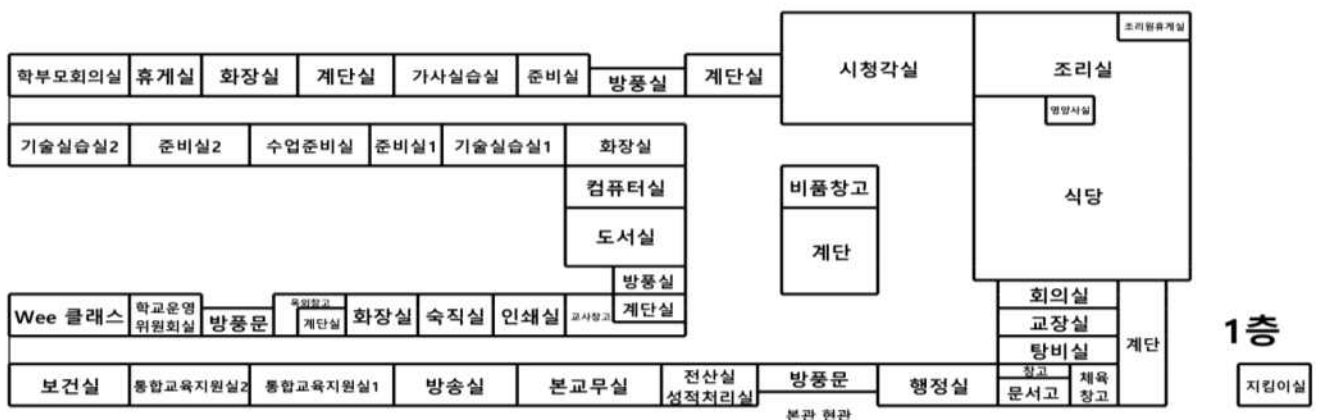 조리원휴게실
학부모회의실 휴게실 화장실 계단실 가사실습실 준비실 방풍실 계단실 시청각실 조리실
영양사실
기술실습실2 준비실2 수업준비실 준비실1 기술실습실1 화장실
컴퓨터실 비품창고
식당
도서실 계단
방풍실
Wee 클래스 학교운영
위원회실 방풍문 옥외창고
계단실 화장실 숙직실 인쇄실 교사창고 계단실
회의실
교장실
탕비실
계단
1층
보건실 통합교육지원실2 통합교육지원실1 방송실 본교무실 전산실
성적처리실 방풍문 행정실 창고
문서고 체육
창고 지킴이실
본관 현관